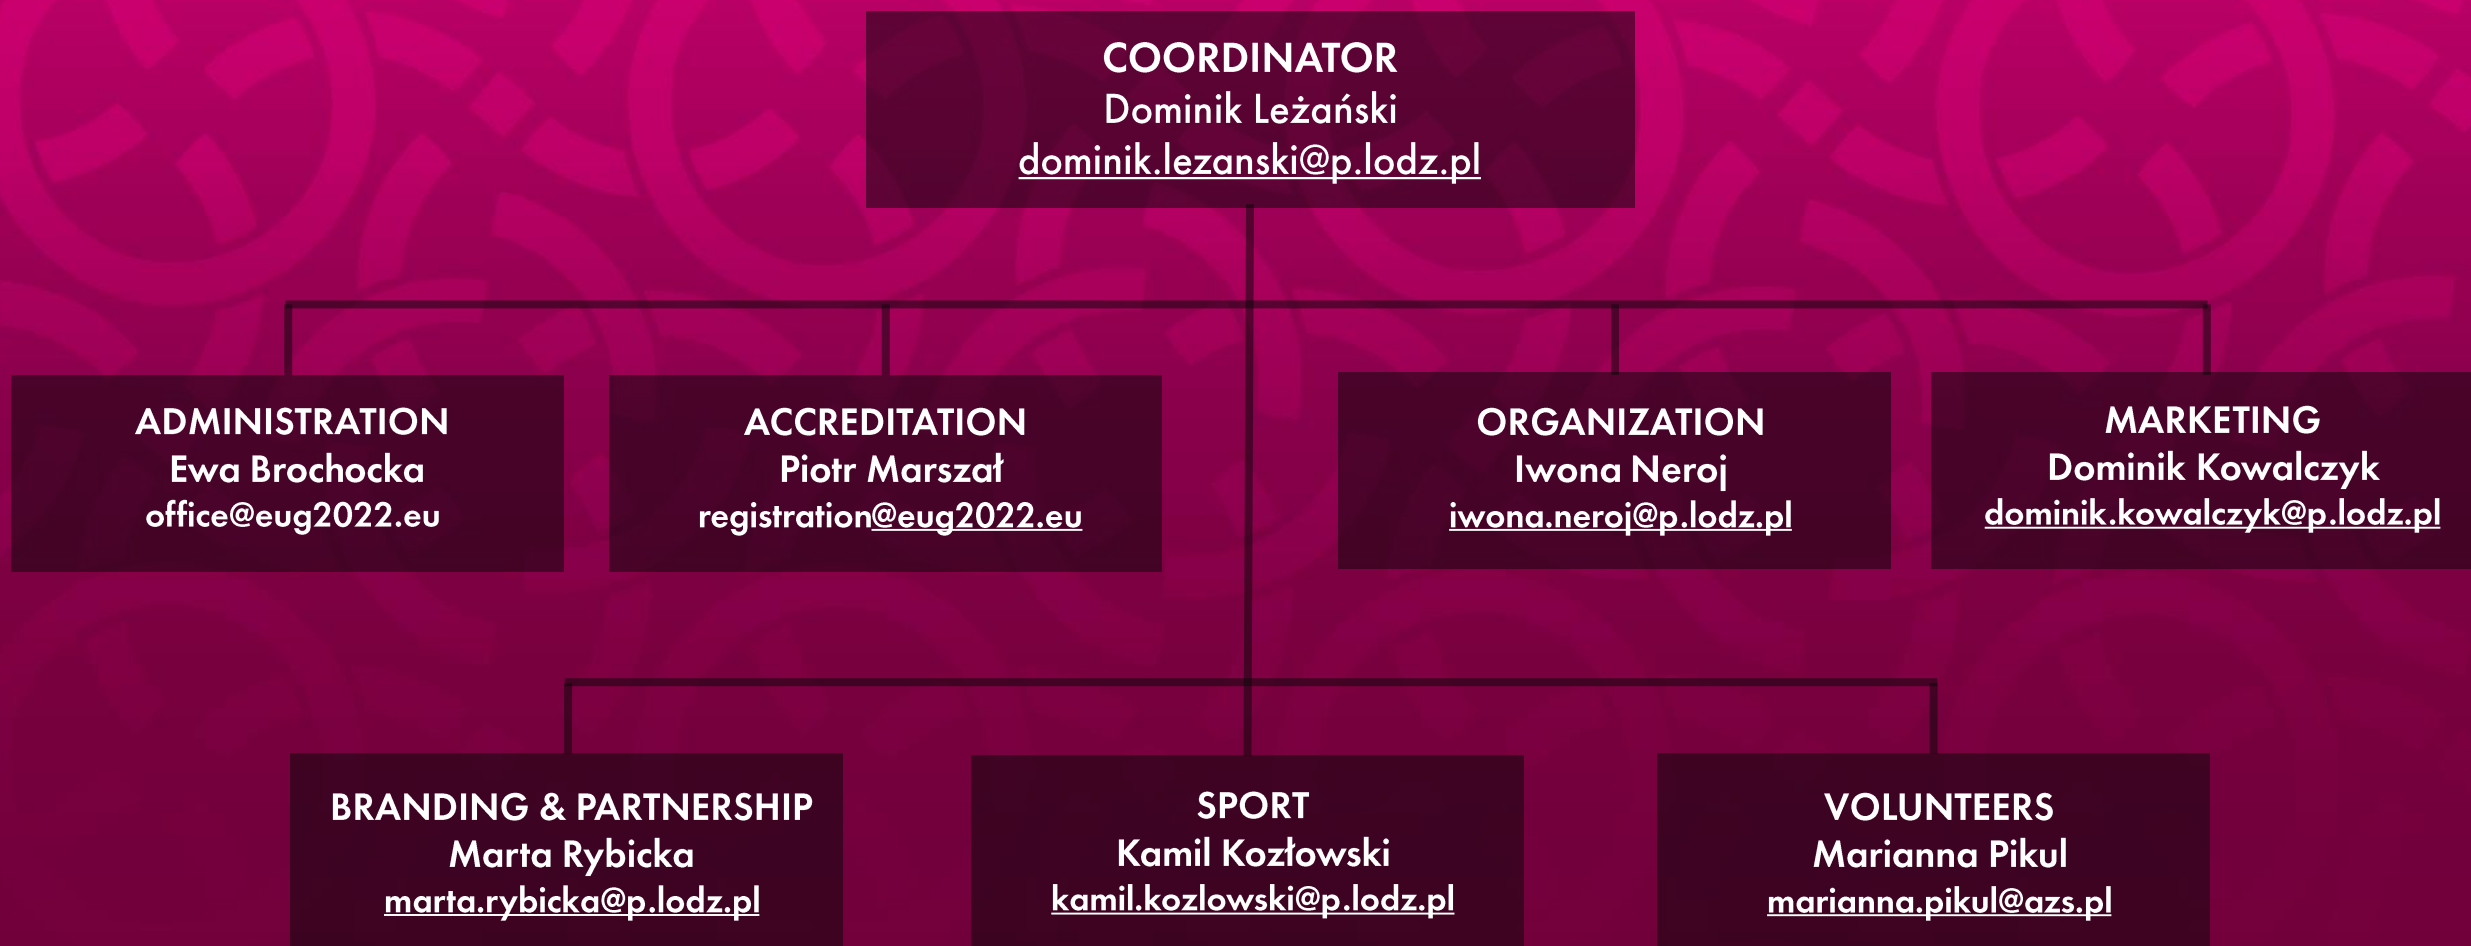 COORDINATOR
Dominik Leżański
dominik.lezanski@p.lodz.pl
ADMINISTRATION
Ewa Brochocka
office@eug2022.eu
ACCREDITATION
Piotr Marszał
registration@eug2022.eu
ORGANIZATION
Iwona Neroj
iwona.neroj@p.lodz.pl
MARKETING
Dominik Kowalczyk
dominik.kowalczyk@p.lodz.pl
BRANDING & PARTNERSHIP
Marta Rybicka
marta.rybicka@p.lodz.pl
SPORT
Kamil Kozłowski
kamil.kozlowski@p.lodz.pl
VOLUNTEERS
Marianna Pikul
marianna.pikul@azs.pl